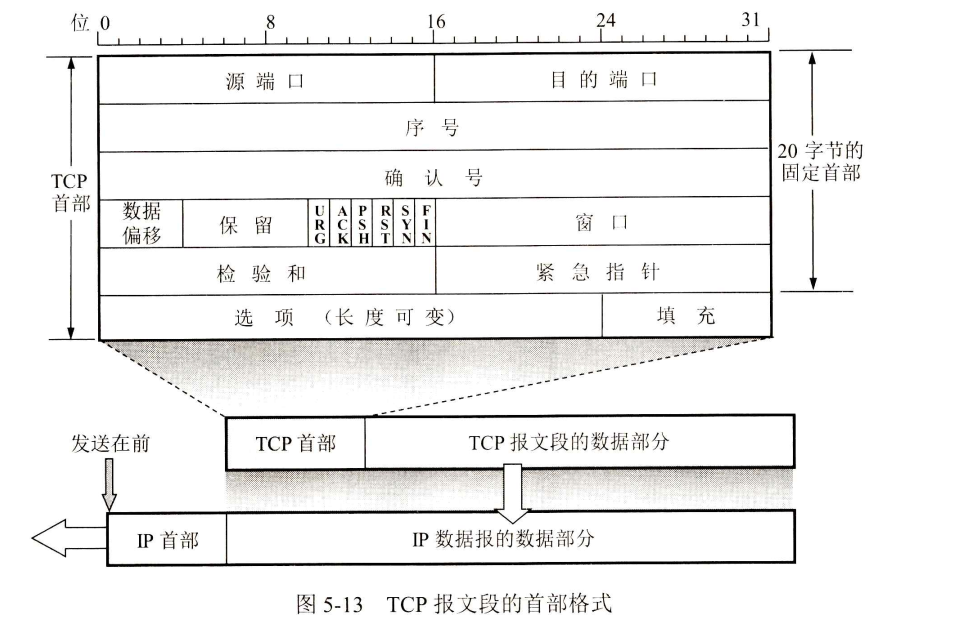 位 0 8 16 24 31
源端口 目的端口
序号
确认号
数据偏移 保留 URG ACK PSH RST SYN FIN 窗口
检验和 紧急指针
选项 (长度可变) 填充
TCP
首部
20 字节的
固定首部
发送在前
TCP 首部 TCP 报文段的数据部分
IP 首部 IP 数据报的数据部分
图 5-13 TCP 报文段的首部格式